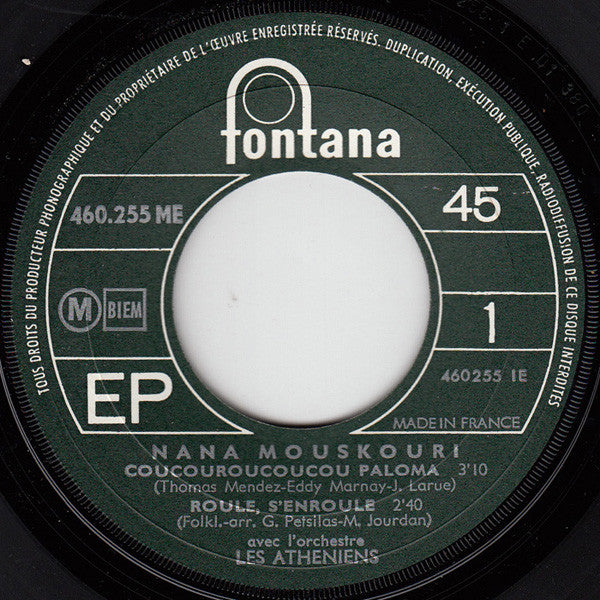 TOUS DROITS DU PRODUCTEUR PHONOGRAPHIQUE ET DU PROPRIÉTAIRE DE L'ŒUVRE ENREGISTRÉE RÉSERVÉS. DUPLICATION, EXÉCUTION PUBLIQUE, RADIODIFFUSION DE CE DISQUE INTERDITES
fontana
460.255 ME
45
M BIEM
1
460255 1E
EP
MADE IN FRANCE
NANA MOUSKOURI
COUCOUROUCOUCOU PALOMA 3'10
(Thomas Mendez-Eddy Marnay-J. Larue)
ROULE, S'ENROULE 2'40
(Folkl.-arr. G. Petsilas-M. Jourdan)
avec l'orchestre
LES ATHENIENS